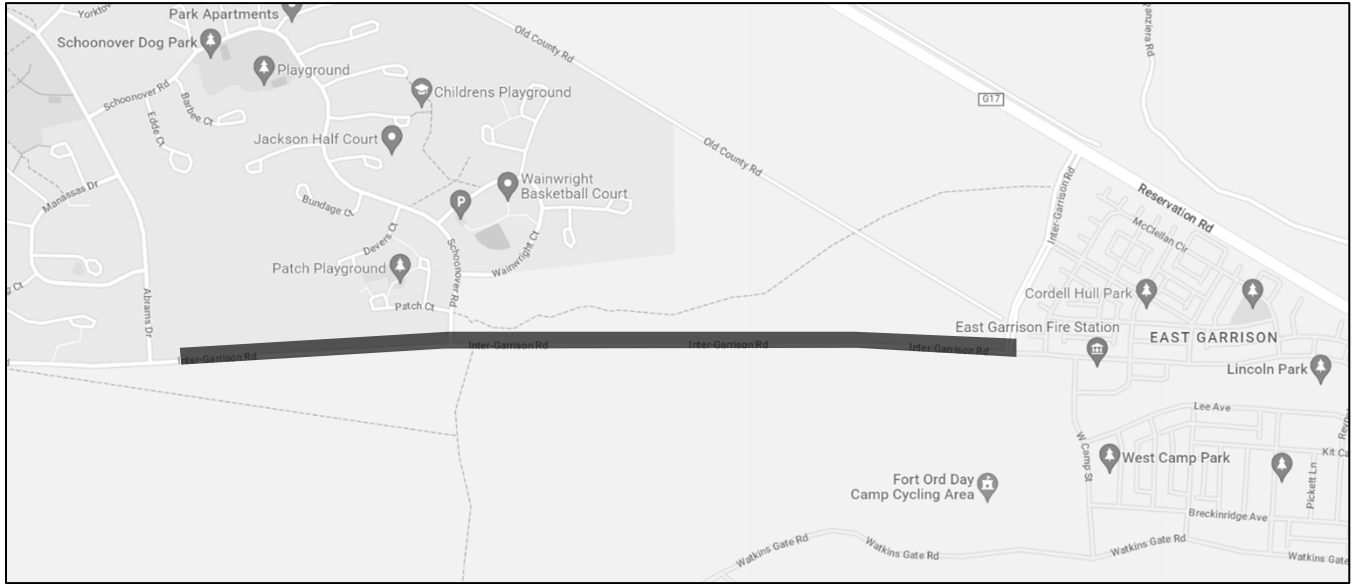 Park Apartments
Schoonover Dog Park
Playground
Old County Rd
Schoonover Rd
Barbee Ct
Edde Ct
Childrens Playground
G17
Jackson Half Court
Old County Rd
Manassas Dr
Wainwright
Basketball Court
P
Bundage Ct
Devers Ct
Inter-Garrison Rd
Reservation Rd
McClellan Cir
Schoonover Rd
Wainwright Ct
Patch Playground
Patch Ct
Abrams Dr
Cordell Hull Park
East Garrison Fire Station
EAST GARRISON
Inter-Garrison Rd
Inter-Garrison Rd
Inter-Garrison Rd
Inter-Garrison Rd
Lincoln Park
Lee Ave
W Camp St
West Camp Park
Kit Ca
Pickett Ln
Fort Ord Day
Camp Cycling Area
Breckinridge Ave
Watkins Gate Rd
Watkins Gate Rd
Watkins Gate Rd
Watkins Gate